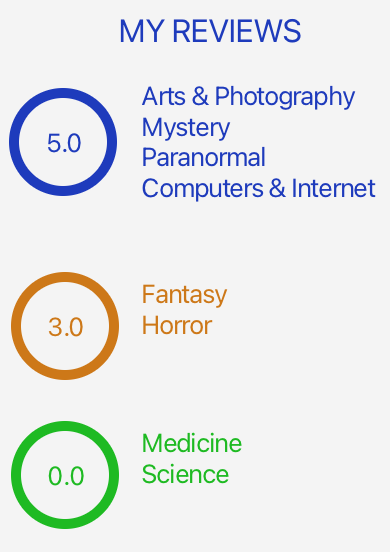 MY REVIEWS
5.0
Arts & Photography
Mystery
Paranormal
Computers & Internet
3.0
Fantasy
Horror
0.0
Medicine
Science